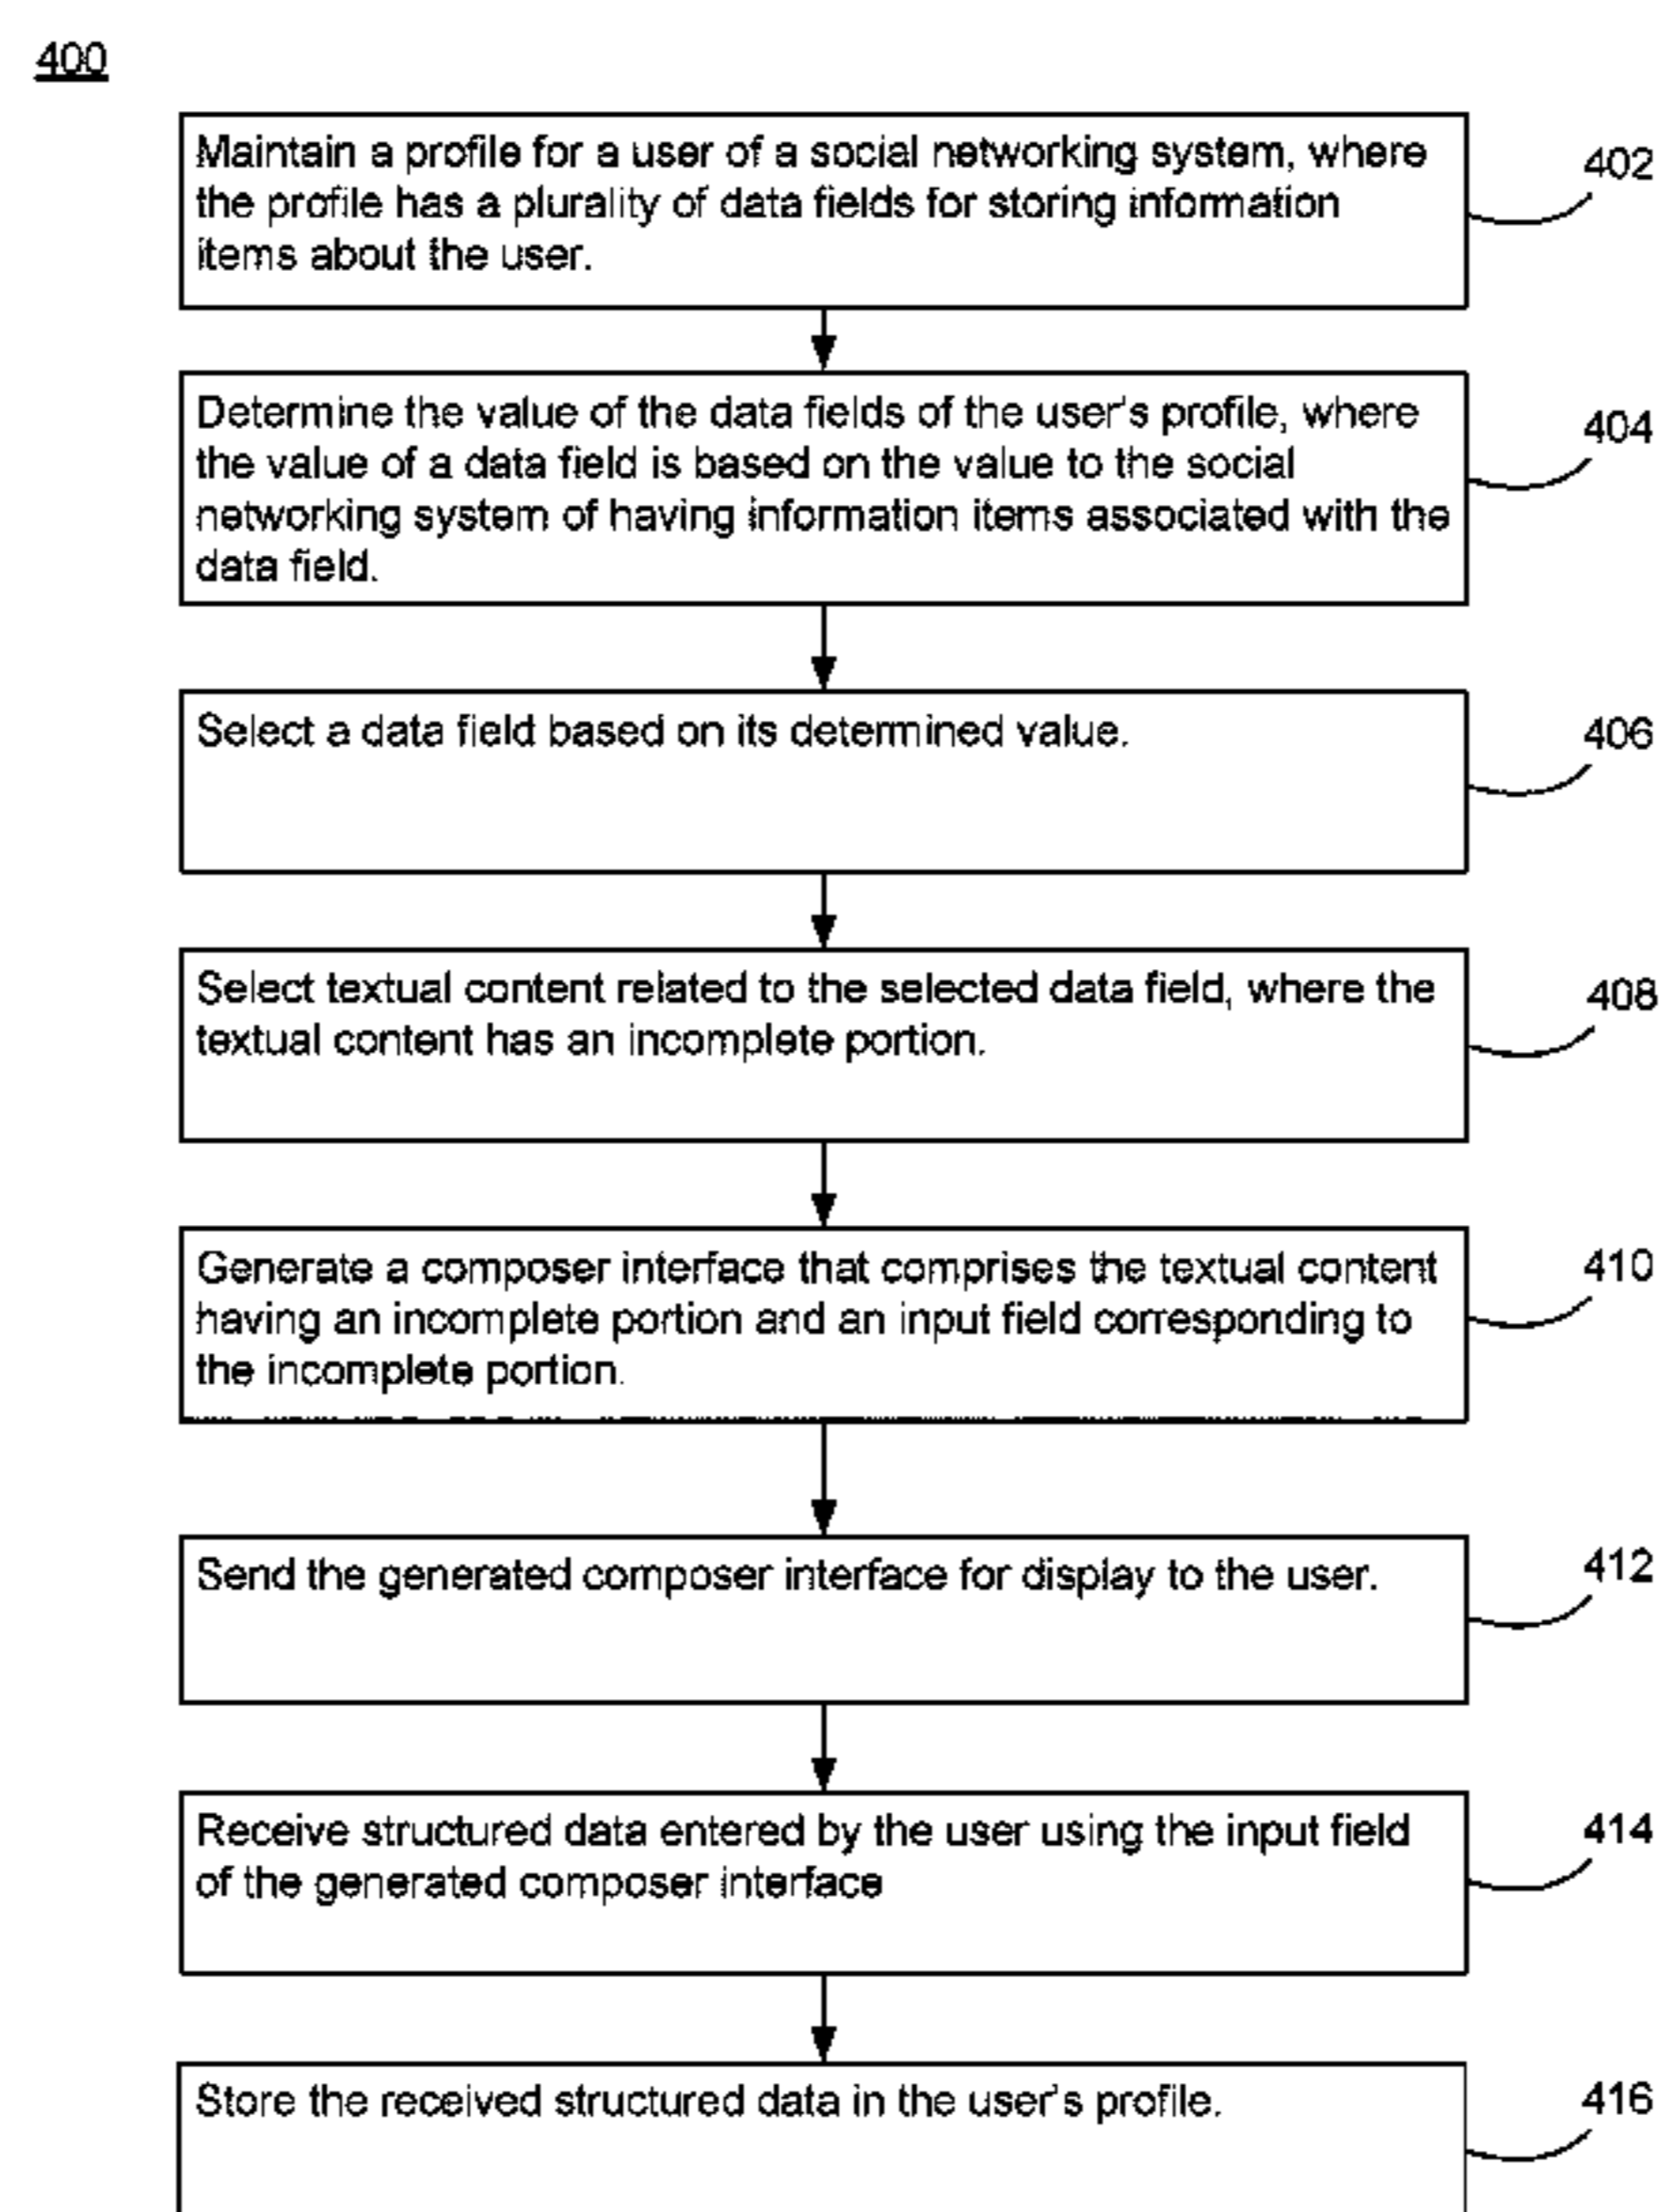 400
Maintain a profile for a user of a social networking system, where
the profile has a plurality of data fields for storing information
items about the user.
402
Determine the value of the data fields of the user's profile, where
the value of a data field is based on the value to the social
networking system of having information items associated with the
data field.
404
Select a data field based on its determined value.
406
Select textual content related to the selected data field, where the
textual content has an incomplete portion.
408
Generate a composer interface that comprises the textual content
having an incomplete portion and an input field corresponding to
the incomplete portion.
410
Send the generated composer interface for display to the user.
412
Receive structured data entered by the user using the input field
of the generated composer interface
414
Store the received structured data in the user's profile.
416